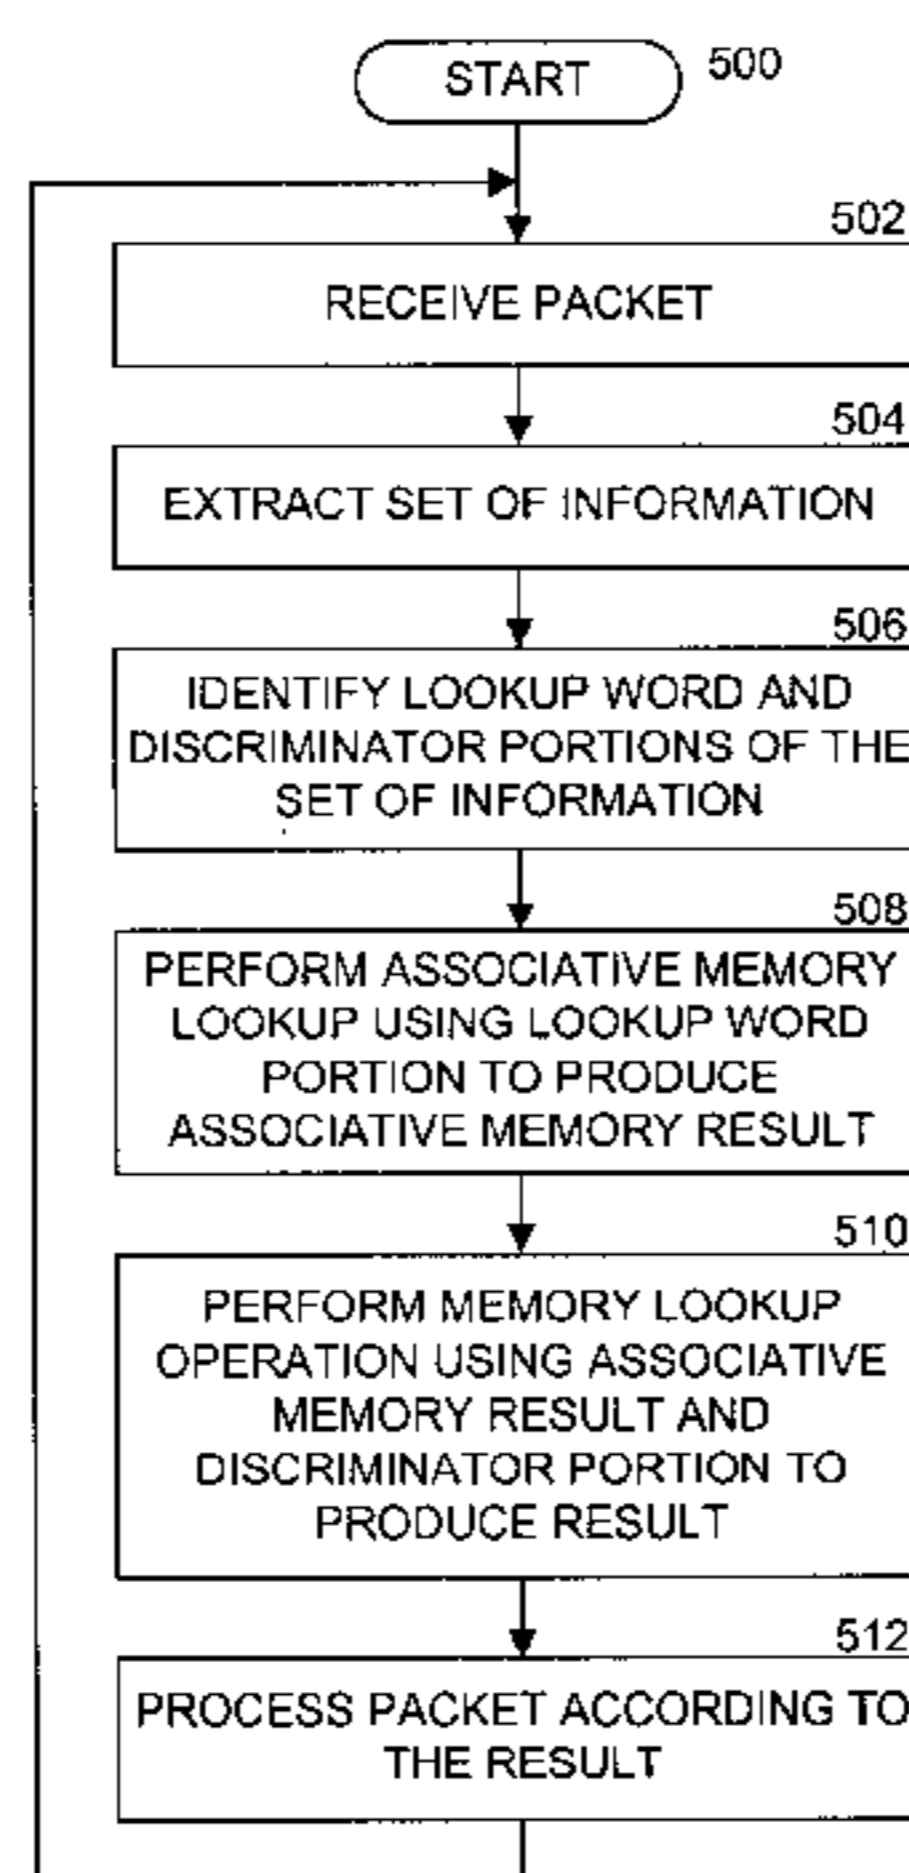 START 500
502
RECEIVE PACKET
504
EXTRACT SET OF INFORMATION
506
IDENTIFY LOOKUP WORD AND
DISCRIMINATOR PORTIONS OF THE
SET OF INFORMATION
508
PERFORM ASSOCIATIVE MEMORY
LOOKUP USING LOOKUP WORD
PORTION TO PRODUCE
ASSOCIATIVE MEMORY RESULT
510
PERFORM MEMORY LOOKUP
OPERATION USING ASSOCIATIVE
MEMORY RESULT AND
DISCRIMINATOR PORTION TO
PRODUCE RESULT
512
PROCESS PACKET ACCORDING TO
THE RESULT